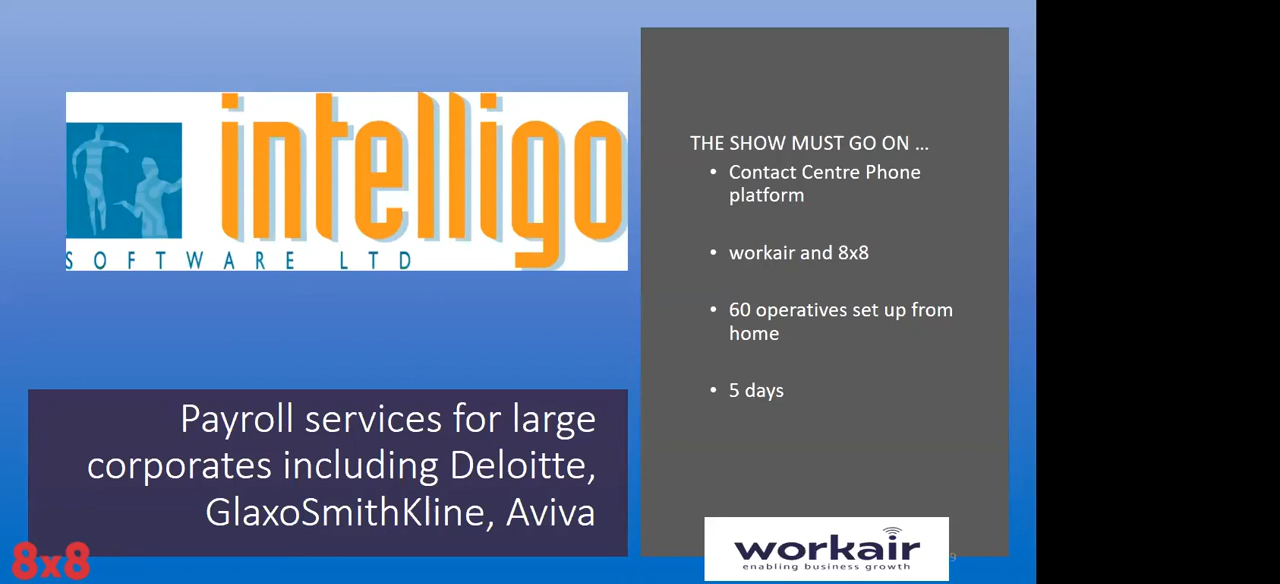 intelligo
SOFTWARE LTD
Payroll services for large
corporates including Deloitte,
GlaxoSmithKline, Aviva
8x8
THE SHOW MUST GO ON …
• Contact Centre Phone
platform
• workair and 8x8
• 60 operatives set up from
home
• 5 days
workair
enabling business growth
9